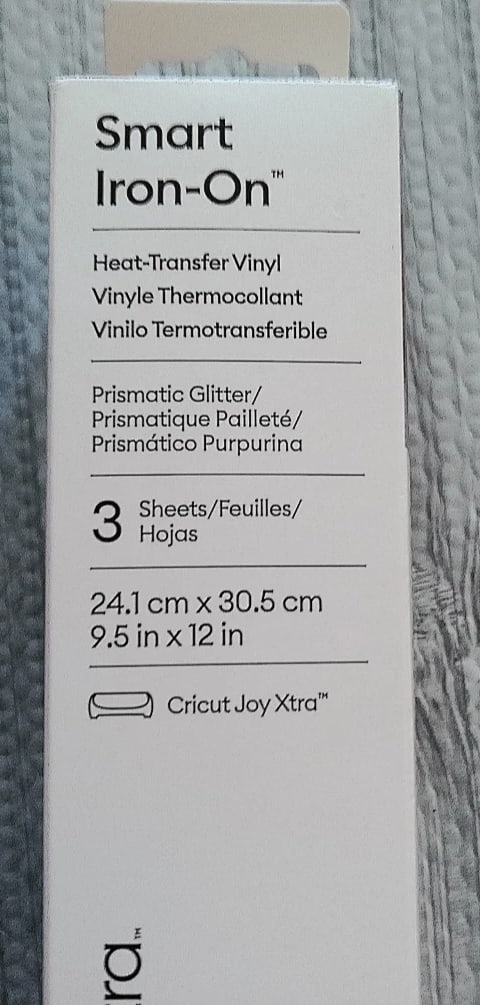 Smart
Iron-On™
Heat-Transfer Vinyl
Vinyle Thermocollant
Vinilo Termotransferible
Prismatic Glitter/
Prismatique Pailleté/
Prismático Purpurina
3 Sheets/Feuilles/
Hojas
24.1 cm x 30.5 cm
9.5 in x 12 in
Cricut Joy Xtra™
ra™